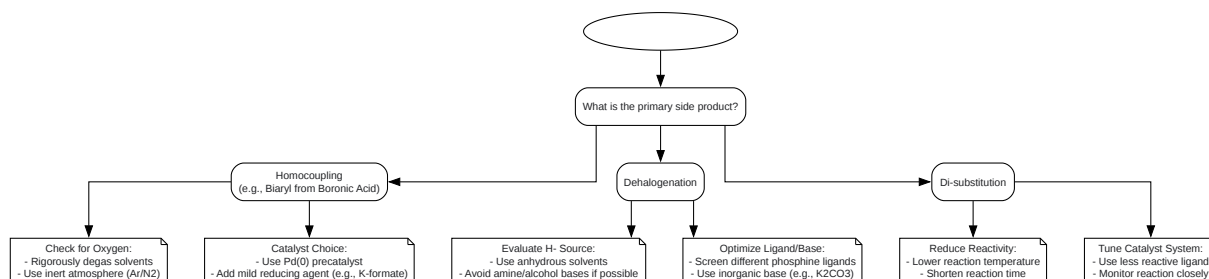 What is the primary side product?
Homocoupling
(e.g., Biaryl from Boronic Acid)
Dehalogenation
Di-substitution
Check for Oxygen:
- Rigorously degas solvents
- Use inert atmosphere (Ar/N2)
Catalyst Choice:
- Use Pd(0) precatalyst
- Add mild reducing agent (e.g., K-formate)
Evaluate H- Source:
- Use anhydrous solvents
- Avoid amine/alcohol bases if possible
Optimize Ligand/Base:
- Screen different phosphine ligands
- Use inorganic base (e.g., K2CO3)
Reduce Reactivity:
- Lower reaction temperature
- Shorten reaction time
Tune Catalyst System:
- Use less reactive ligand
- Monitor reaction closely